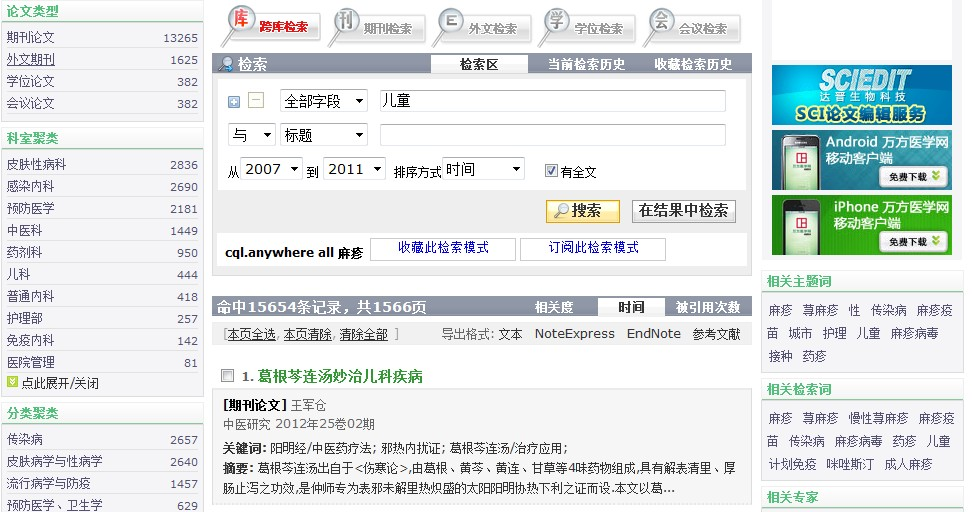 论文类型
期刊论文 13265
外文期刊 1625
学位论文 382
会议论文 382
科室聚类
皮肤性病科 2836
感染内科 2690
预防医学 2181
中医科 1449
药剂科 950
儿科 444
普通内科 418
护理部 257
免疫内科 142
医院管理 81
点此展开/关闭
分类聚类
传染病 2657
皮肤病学与性病学 2640
流行病学与防疫 1457
预防医学、卫生学 629
库 跨库检索 刊 期刊检索 E 外文检索 学 学位检索 会 会议检索
检索 检索区 当前检索历史 收藏检索历史
全部字段 儿童
与 标题
从 2007 到 2011 排序方式 时间 有全文
搜索 在结果中检索
cql.anywhere all 麻疹 收藏此检索模式 订阅此检索模式
命中15654条记录，共1566页 相关度 时间 被引用次数
[本页全选, 本页清除, 清除全部 ] 导出格式: 文本 NoteExpress EndNote 参考文献
1. 葛根芩连汤妙治儿科疾病
[期刊论文] 王军仓
中医研究 2012年25卷02期
关键词: 阳明经/中医药疗法; 邪热内扰证; 葛根芩连汤/治疗应用;
摘要: 葛根芩连汤出自于<伤寒论>,由葛根、黄芩、黄连、甘草等4味药物组成,具有解表清里、厚
肠止泻之功效,是仲师专为表邪未解里热炽盛的太阳阳明协热下利之证而设.本文以葛...
SCIEDIT
达晋生物科技
SCI论文编辑服务
Android 万方医学网
移动客户端
免费下载
iPhone 万方医学网
移动客户端
免费下载
相关主题词
麻疹 荨麻疹 性 传染病 麻疹疫
苗 城市 护理 儿童 麻疹病毒
接种 药疹
相关检索词
麻疹 荨麻疹 慢性荨麻疹 麻疹疫
苗 传染病 麻疹病毒 药疹 儿童
计划免疫 咪唑斯汀 成人麻疹
相关专家